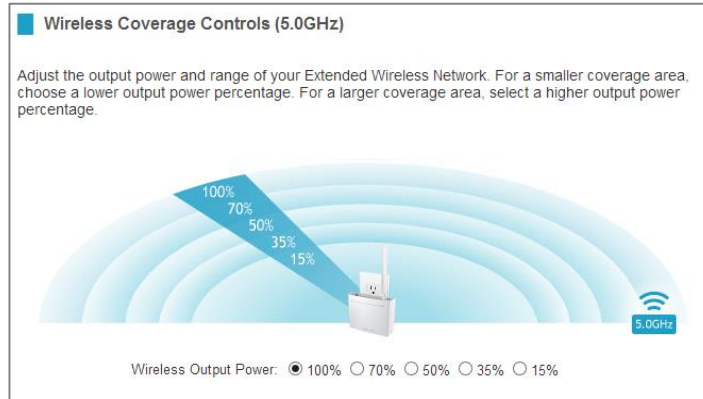 Wireless Coverage Controls (5.0GHz)
Adjust the output power and range of your Extended Wireless Network. For a smaller coverage area,
choose a lower output power percentage. For a larger coverage area, select a higher output power
percentage.
100%
70%
50%
35%
15%
5.0GHz
Wireless Output Power: 100% 70% 50% 35% 15%